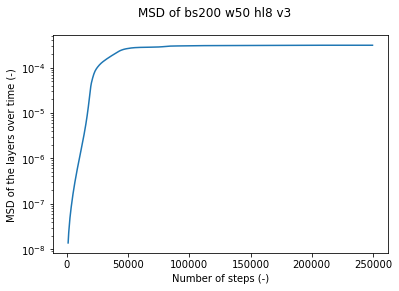 MSD of bs200 w50 hl8 v3
MSD of the layers over time (-)
10⁻⁴
10⁻⁵
10⁻⁶
10⁻⁷
10⁻⁸
0 50000 100000 150000 200000 250000
Number of steps (-)